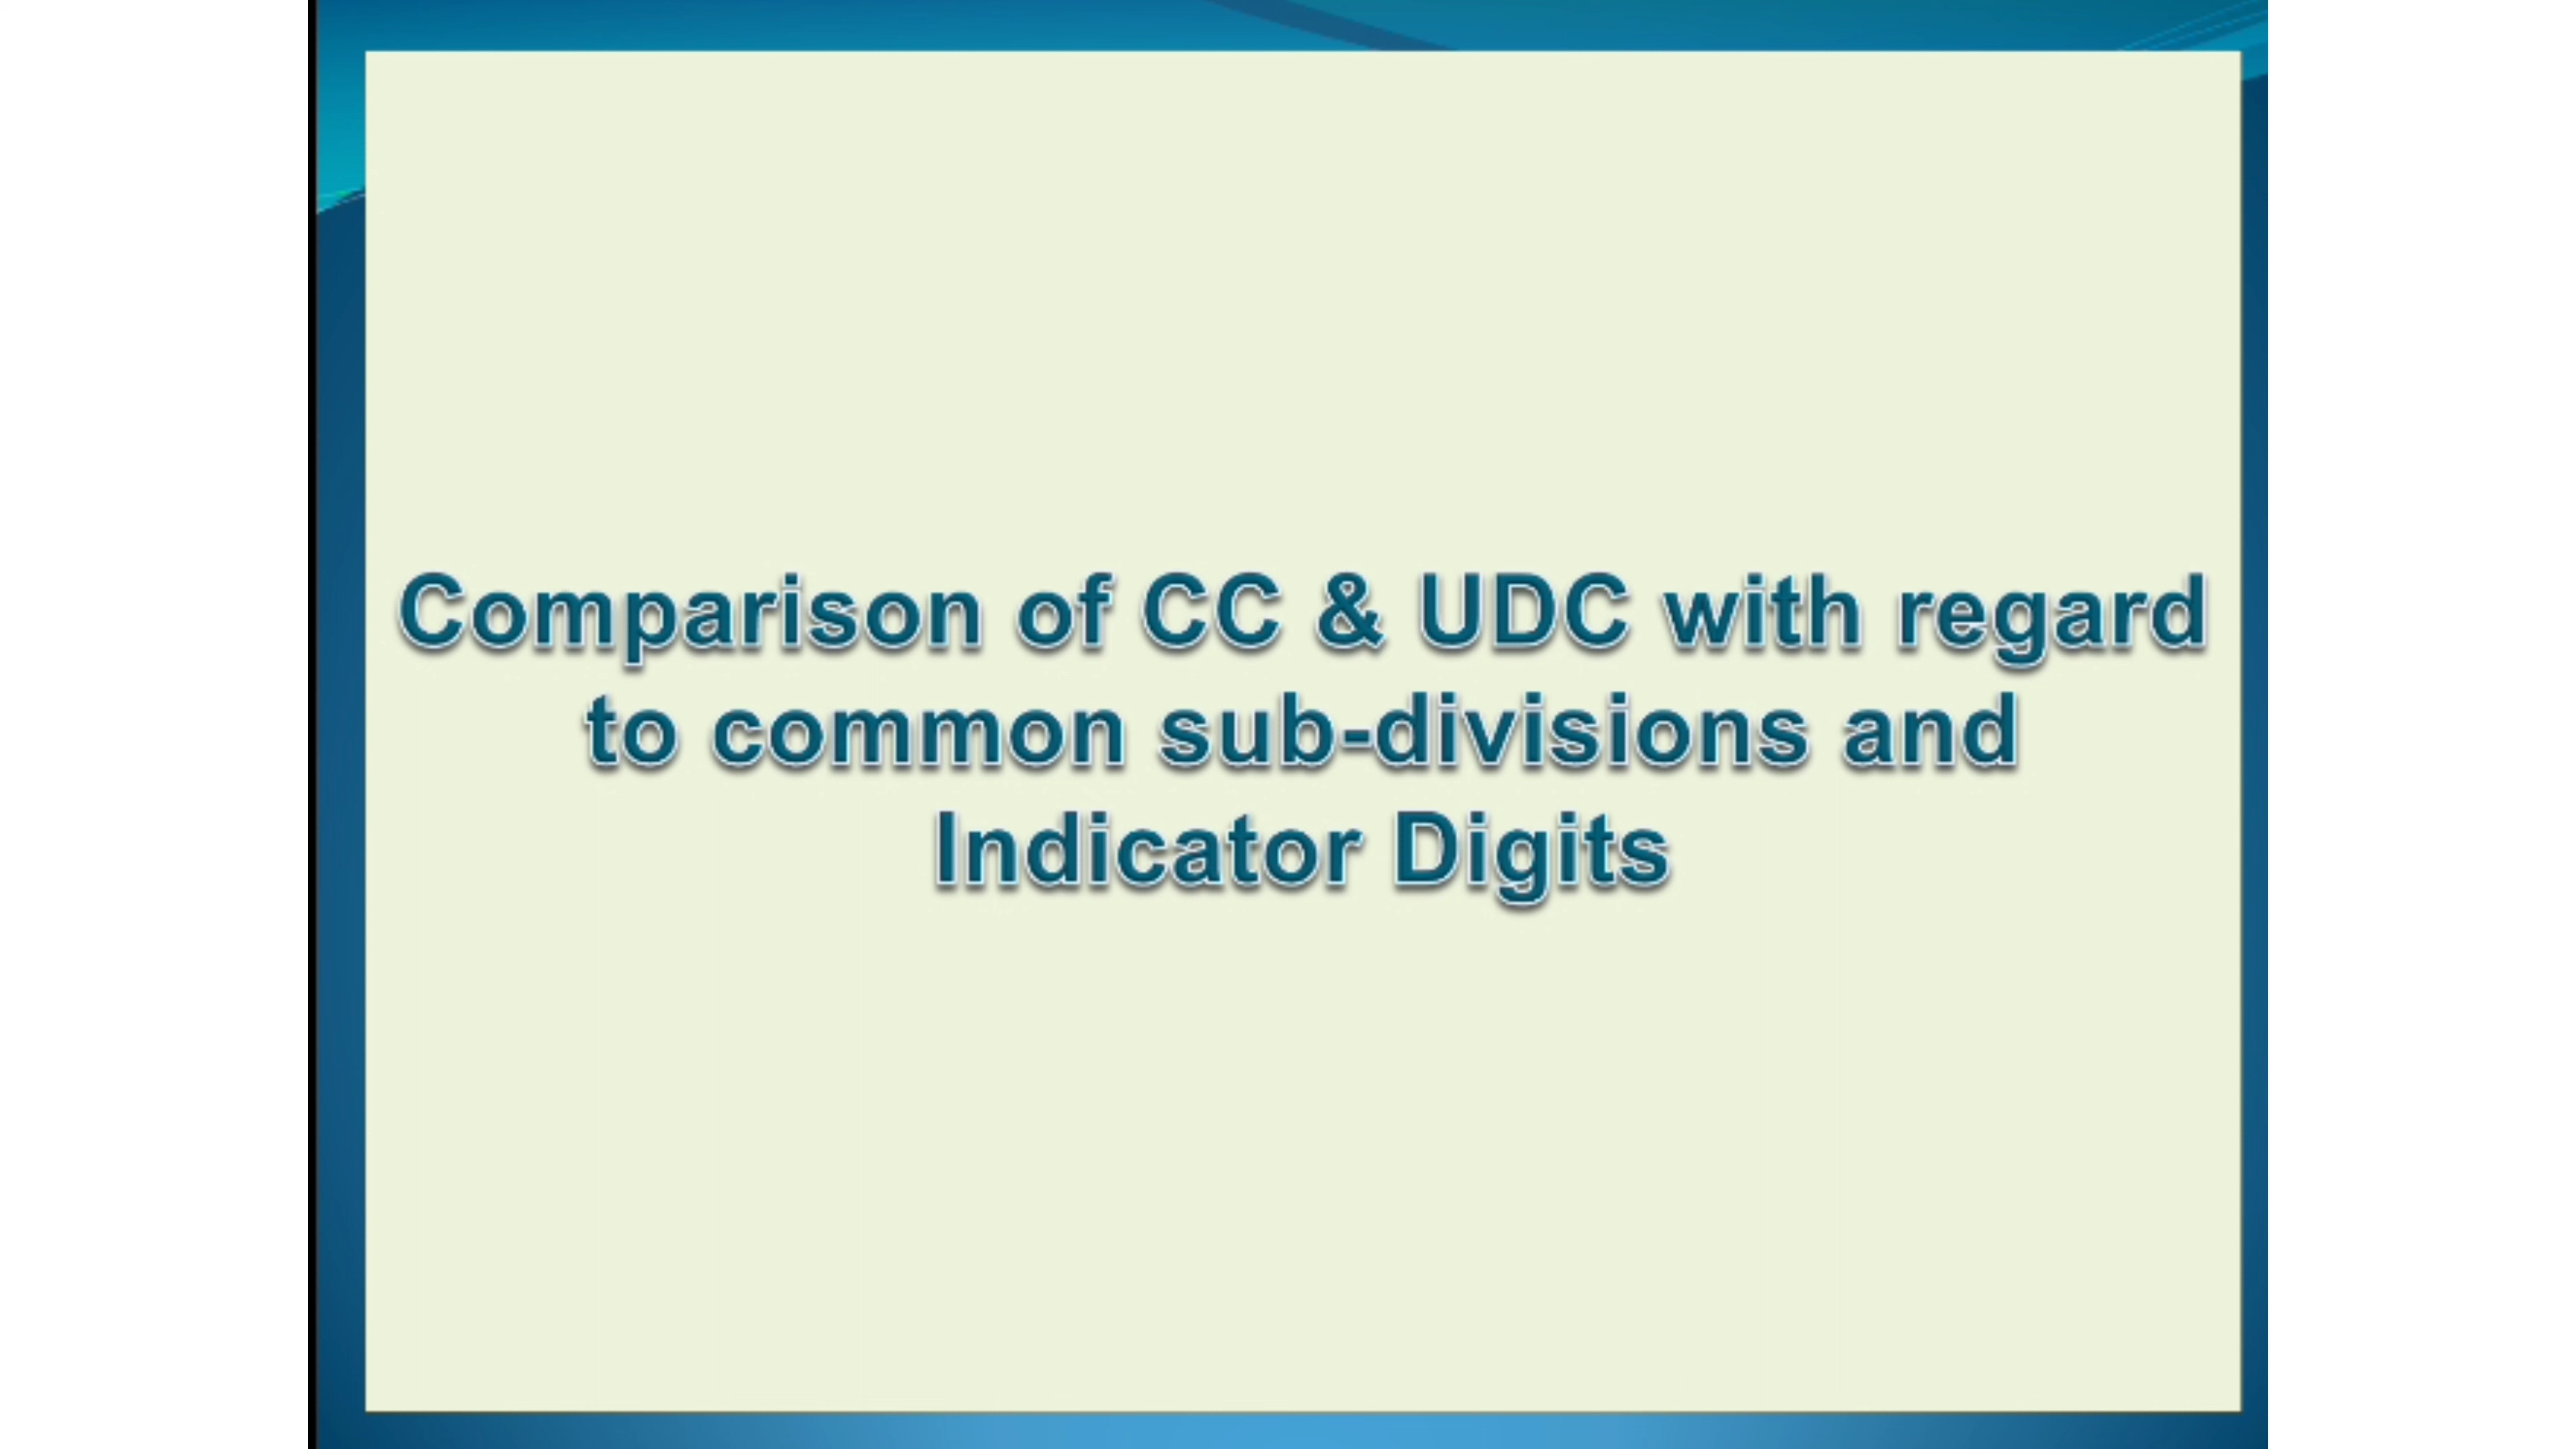 Comparison of CC & UDC with regard
to common sub-divisions and
Indicator Digits